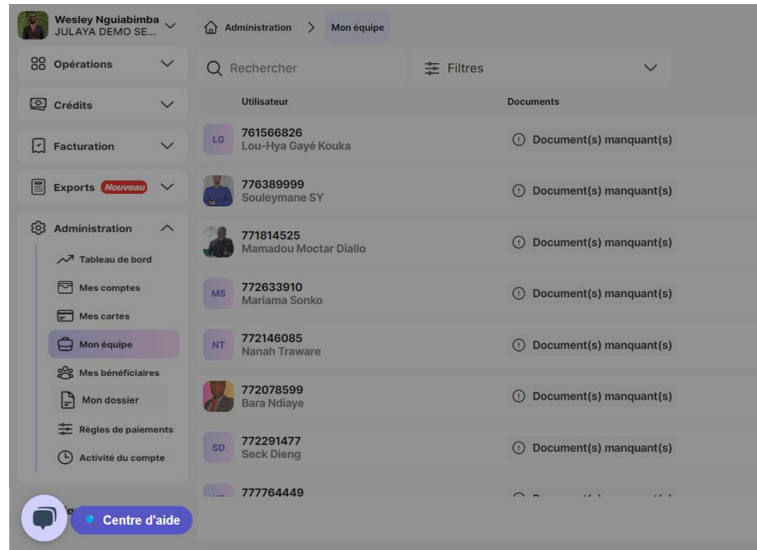 Wesley Nguiabimba
JULAYA DEMO SE...
Opérations
Crédits
Facturation
Exports Nouveau
Administration
Tableau de bord
Mes comptes
Mes cartes
Mon équipe
Mes bénéficiaires
Mon dossier
Règles de paiements
Activité du compte
Centre d'aide
Administration > Mon équipe
Rechercher
Filtres
Utilisateur Documents
LG 761566826
Lou-Hya Gayé Kouka
Document(s) manquant(s)
776389999
Souleymane SY
Document(s) manquant(s)
771814525
Mamadou Moctar Diallo
Document(s) manquant(s)
MS 772633910
Mariama Sonko
Document(s) manquant(s)
NT 772146085
Nanah Traware
Document(s) manquant(s)
772078599
Bara Ndiaye
Document(s) manquant(s)
SD 772291477
Seck Dieng
Document(s) manquant(s)
777764449